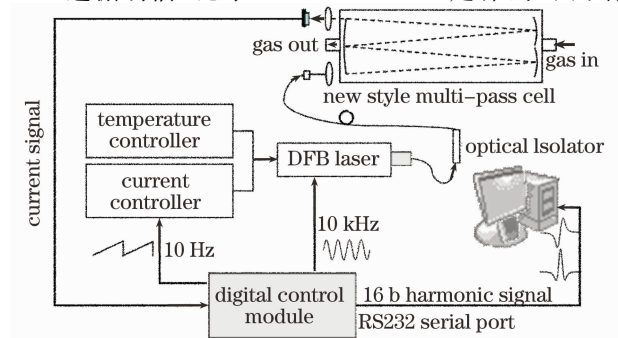 gas out
gas in
new style multi-pass cell
temperature
controller
optical lsolator
DFB laser
current
controller
current signal
10 kHz
10 Hz
digital control
module
16 b harmonic signal
RS232 serial port